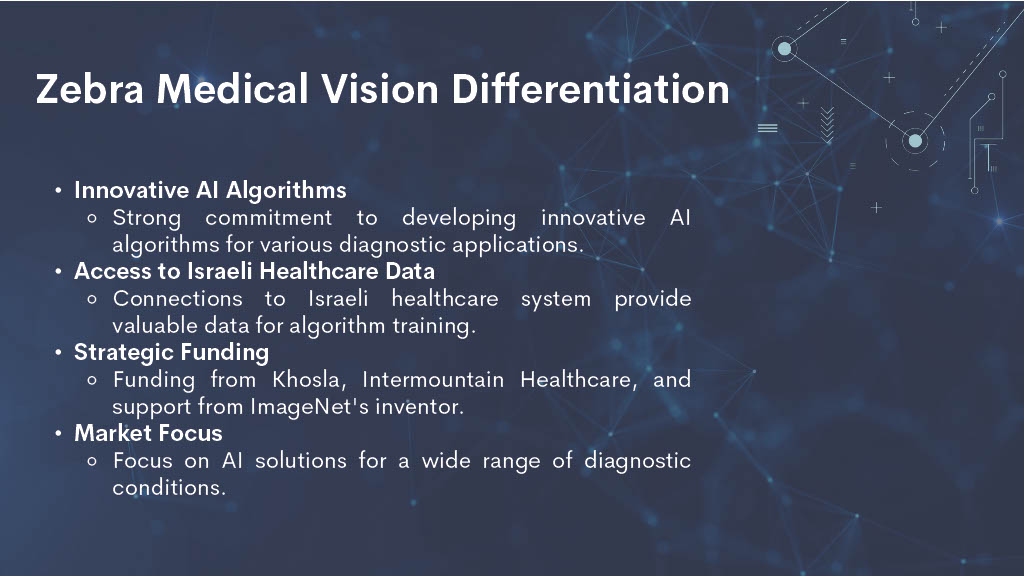 Zebra Medical Vision Differentiation
• Innovative AI Algorithms
○ Strong commitment to developing innovative AI
algorithms for various diagnostic applications.
• Access to Israeli Healthcare Data
○ Connections to Israeli healthcare system provide
valuable data for algorithm training.
• Strategic Funding
○ Funding from Khosla, Intermountain Healthcare, and
support from ImageNet's inventor.
• Market Focus
○ Focus on AI solutions for a wide range of diagnostic
conditions.